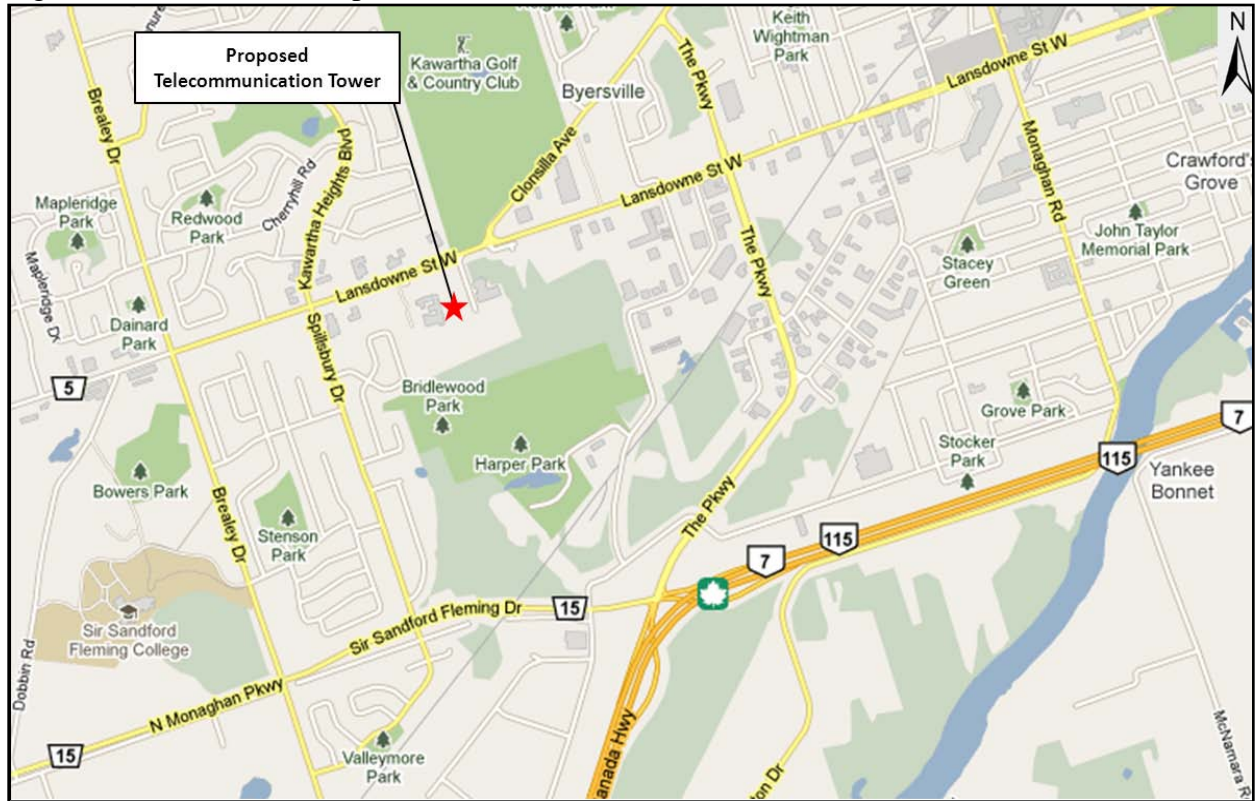 N
Proposed
Telecommunication Tower
Kawartha Golf
& Country Club
Byersville
Keith
Wightman
Park
The Pkwy
Lansdowne St W
Brealey Dr
Clonsilla Ave
Monaghan Rd
Crawford's
Grove
Kawartha Heights Blvd
Cherryhill Rd
Mapleridge
Park
Redwood
Park
Lansdowne St W
John Taylor
Memorial Park
The Pkwy
Stacey
Green
Mapleridge Dr
Lansdowne St W
Dainard
Park
Spillsbury Dr
5
Bridlewood
Park
Grove Park
7
Harper Park
Stocker
Park
115
Yankee
Bonnet
Bowers Park
Brealey Dr
Stenson
Park
The Pkwy
115
7
15
Sir Sandford Fleming Dr
Sir Sandford
Fleming College
Dobbin Rd
N Monaghan Pkwy
15
Valleymore
Park
McNamara R